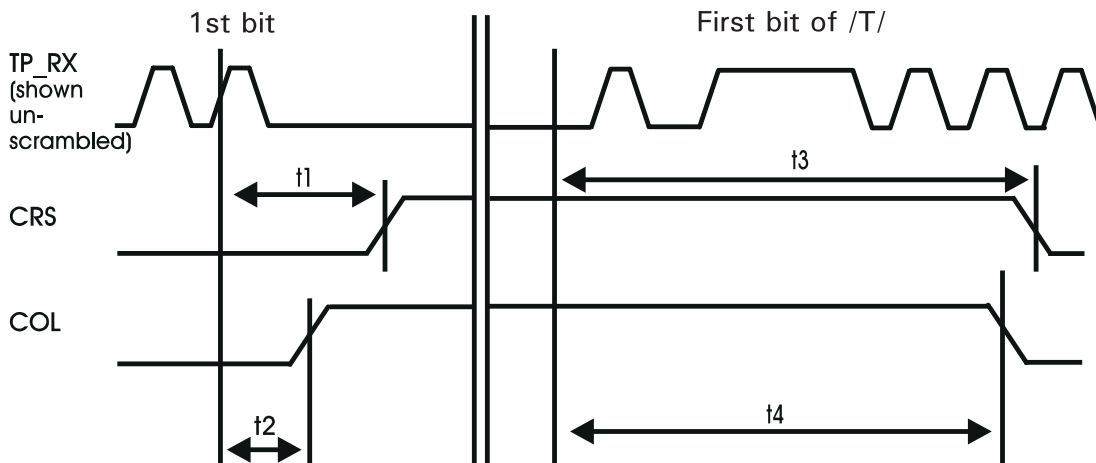 1st bit
First bit of /T/
TP_RX
(shown
un-
scrambled)
t1
t3
CRS
COL
t2
t4